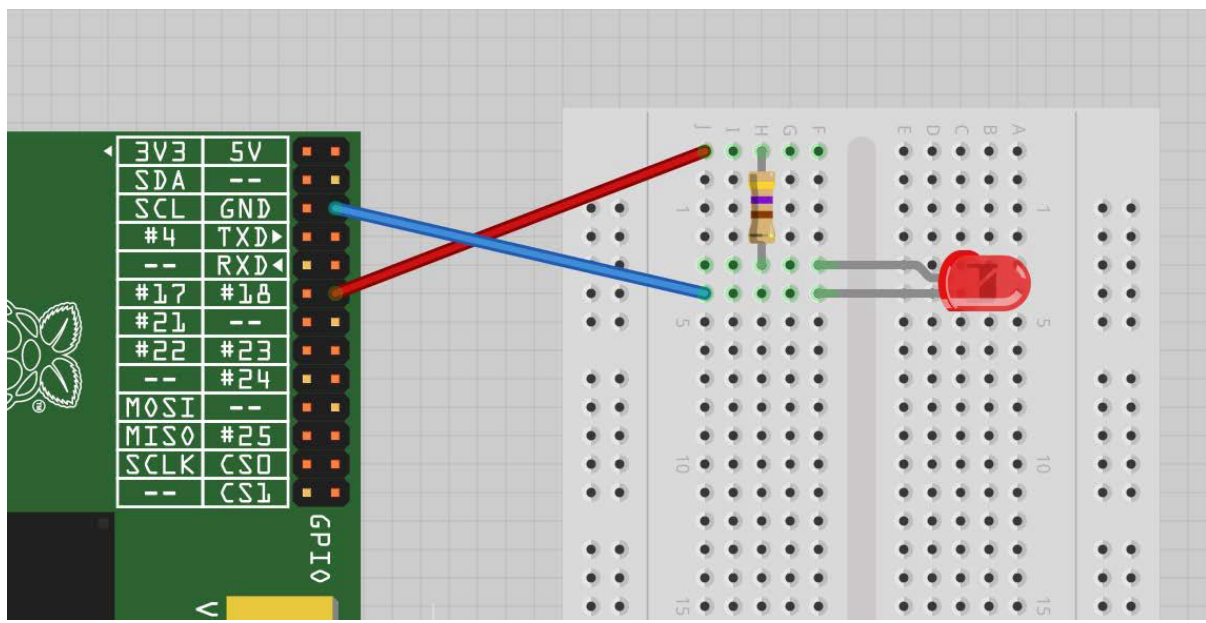 3V3 5V
SDA --
SCL GND
#4 TXD▶
-- RXD◀
#17 #18
#21 --
#22 #23
-- #24
MOSI --
MISO #25
SCLK CS0
-- CS1
GPIO
TM
J I H G F E D C B A
1 1
5 5
10 10
15 15